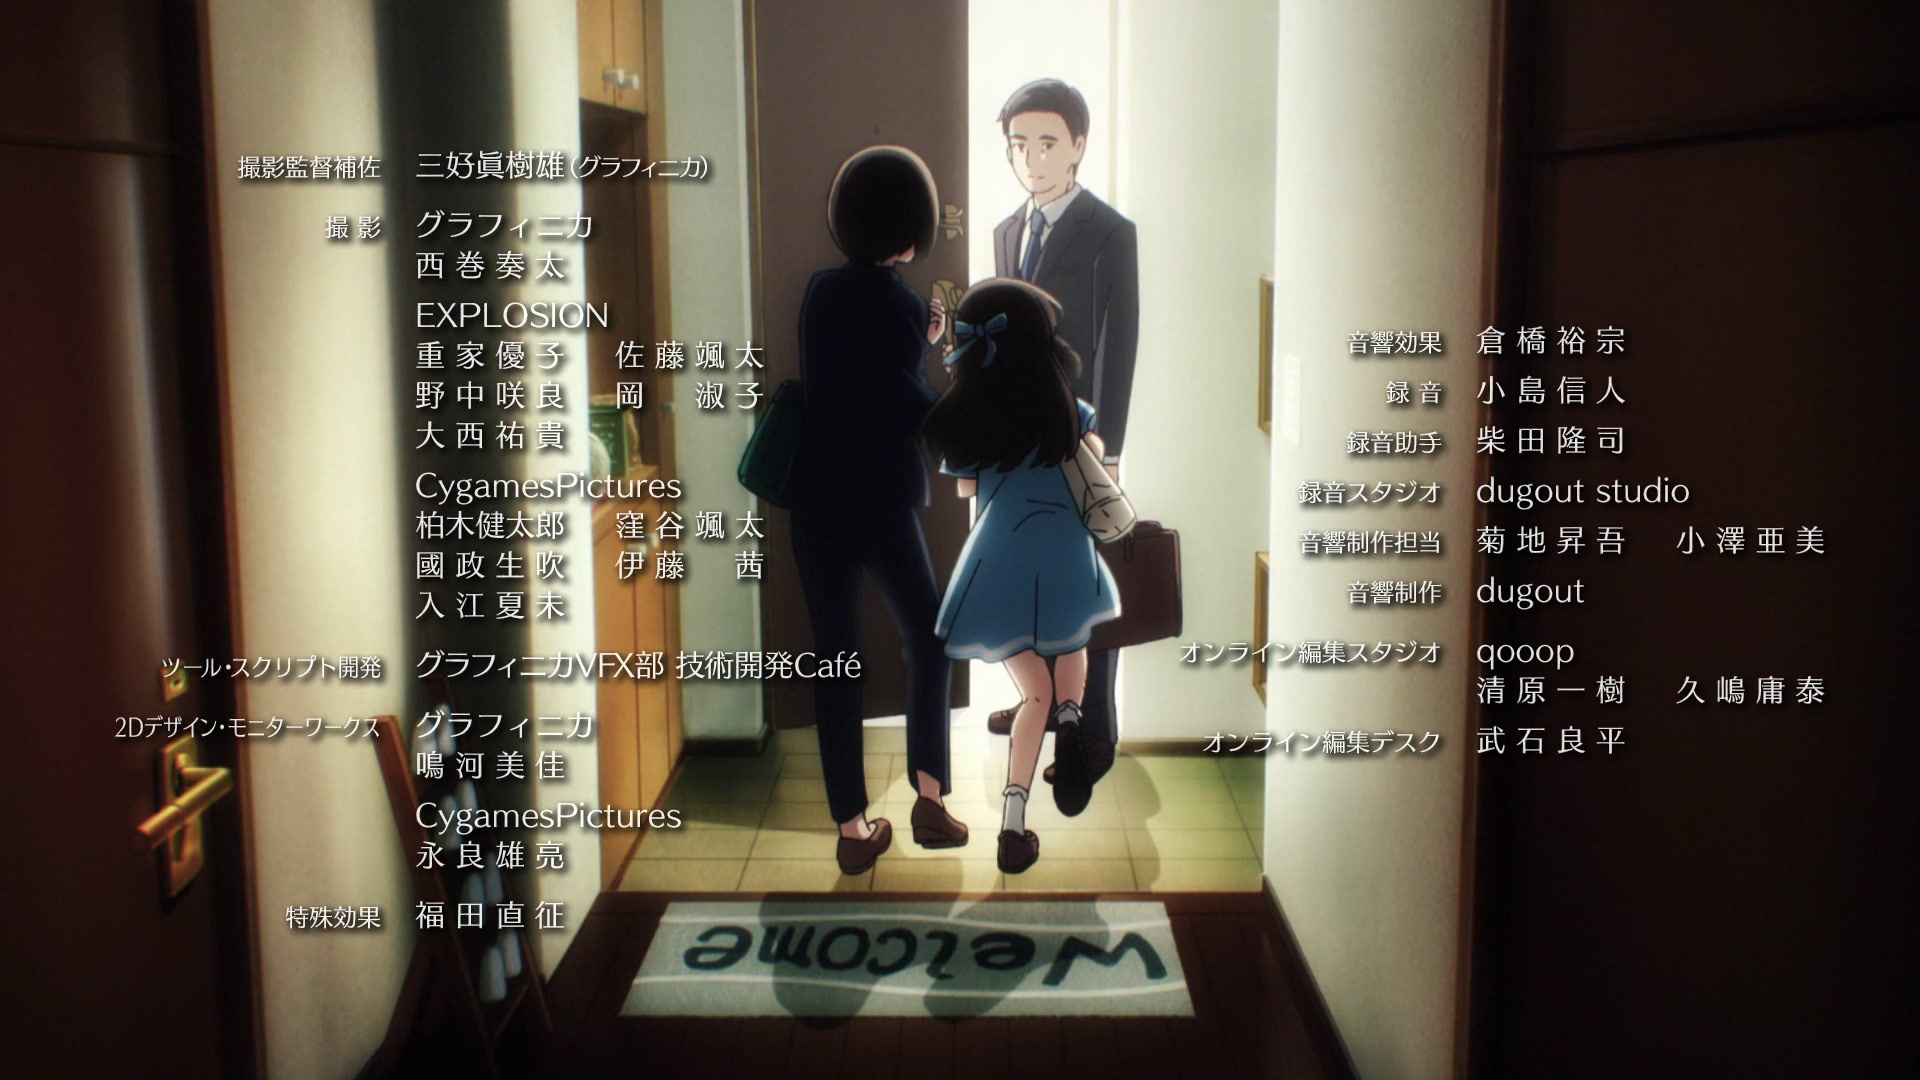 撮影監督補佐 三好眞樹雄(グラフィニカ)
撮影 グラフィニカ
西巻奏太
EXPLOSION
重家優子 佐藤颯太
野中咲良 岡 淑子
大西祐貴
CygamesPictures
柏木健太郎 窪谷颯太
國政生吹 伊藤 茜
入江夏未
ツール・スクリプト開発 グラフィニカVFX部 技術開発Café
2Dデザイン・モニターワークス グラフィニカ
鳴河美佳
CygamesPictures
永良雄亮
特殊効果 福田直征
音響効果 倉橋裕宗
録音 小島信人
録音助手 柴田隆司
録音スタジオ dugout studio
音響制作担当 菊地昇吾 小澤亜美
音響制作 dugout
オンライン編集スタジオ qooop
清原一樹 久嶋庸泰
オンライン編集デスク 武石良平
Welcome